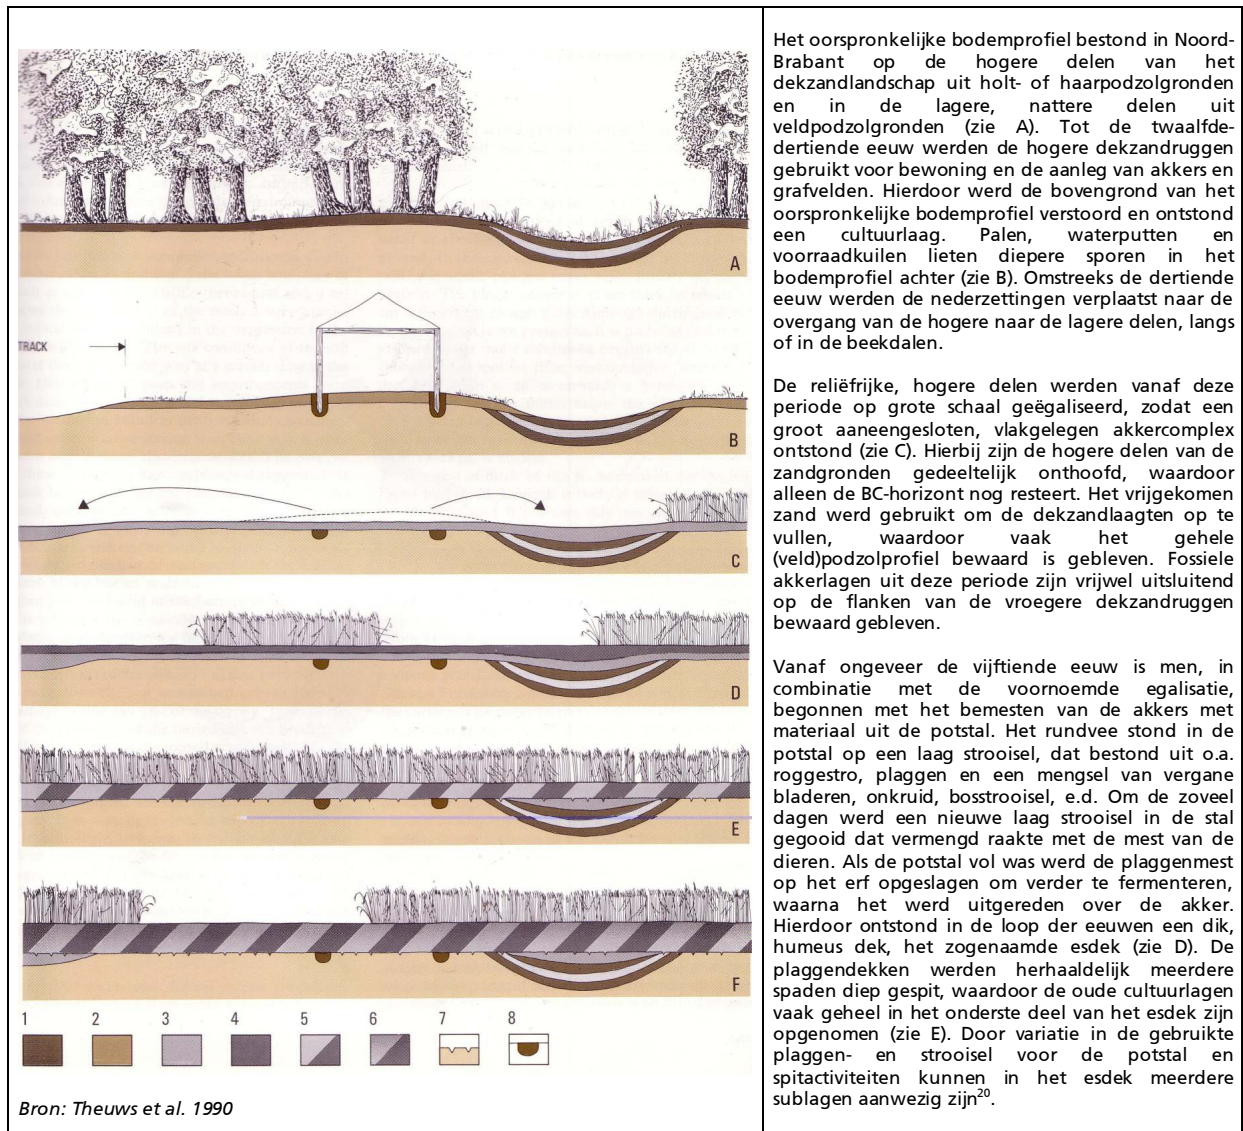 A
TRACK
B
C
D
E
F
1 2 3 4 5 6 7 8
Bron: Theuws et al. 1990
Het oorspronkelijke bodemprofiel bestond in Noord-
Brabant op de hogere delen van het
dekzandlandschap uit holt- of haarpodzolgronden
en in de lagere, nattere delen uit
veldpodzolgronden (zie A). Tot de twaalfde-
dertiende eeuw werden de hogere dekzandruggen
gebruikt voor bewoning en de aanleg van akkers en
grafvelden. Hierdoor werd de bovengrond van het
oorspronkelijke bodemprofiel verstoord en ontstond
een cultuurlaag. Palen, waterputten en
voorraadkuilen lieten diepere sporen in het
bodemprofiel achter (zie B). Omstreeks de dertiende
eeuw werden de nederzettingen verplaatst naar de
overgang van de hogere naar de lagere delen, langs
of in de beekdalen.
De reliëfrijke, hogere delen werden vanaf deze
periode op grote schaal geëgaliseerd, zodat een
groot aaneengesloten, vlakgelegen akkercomplex
ontstond (zie C). Hierbij zijn de hogere delen van de
zandgronden gedeeltelijk onthoofd, waardoor
alleen de BC-horizont nog resteert. Het vrijgekomen
zand werd gebruikt om de dekzandlaagten op te
vullen, waardoor vaak het gehele
(veld)podzolprofiel bewaard is gebleven. Fossiele
akkerlagen uit deze periode zijn vrijwel uitsluitend
op de flanken van de vroegere dekzandruggen
bewaard gebleven.
Vanaf ongeveer de vijftiende eeuw is men, in
combinatie met de voornoemde egalisatie,
begonnen met het bemesten van de akkers met
materiaal uit de potstal. Het rundvee stond in de
potstal op een laag strooisel, dat bestond uit o.a.
roggestro, plaggen en een mengsel van vergane
bladeren, onkruid, bosstrooisel, e.d. Om de zoveel
dagen werd een nieuwe laag strooisel in de stal
gegooid dat vermengd raakte met de mest van de
dieren. Als de potstal vol was werd de plaggenmest
op het erf opgeslagen om verder te fermenteren,
waarna het werd uitgereden over de akker.
Hierdoor ontstond in de loop der eeuwen een dik,
humeus dek, het zogenaamde esdek (zie D). De
plaggendekken werden herhaaldelijk meerdere
spaden diep gespit, waardoor de oude cultuurlagen
vaak geheel in het onderste deel van het esdek zijn
opgenomen (zie E). Door variatie in de gebruikte
plaggen- en strooisel voor de potstal en
spitactiviteiten kunnen in het esdek meerdere
sublagen aanwezig zijn²⁰.